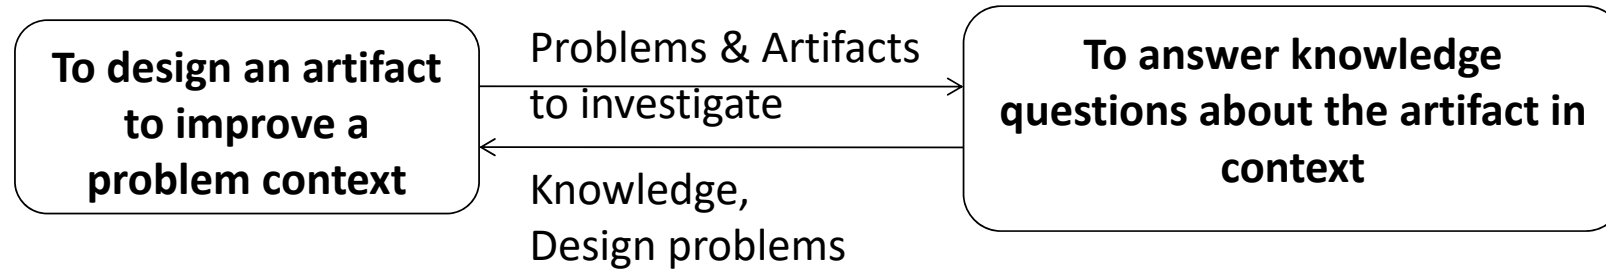 To design an artifact
to improve a
problem context
Problems & Artifacts
to investigate
Knowledge,
Design problems
To answer knowledge
questions about the artifact in
context